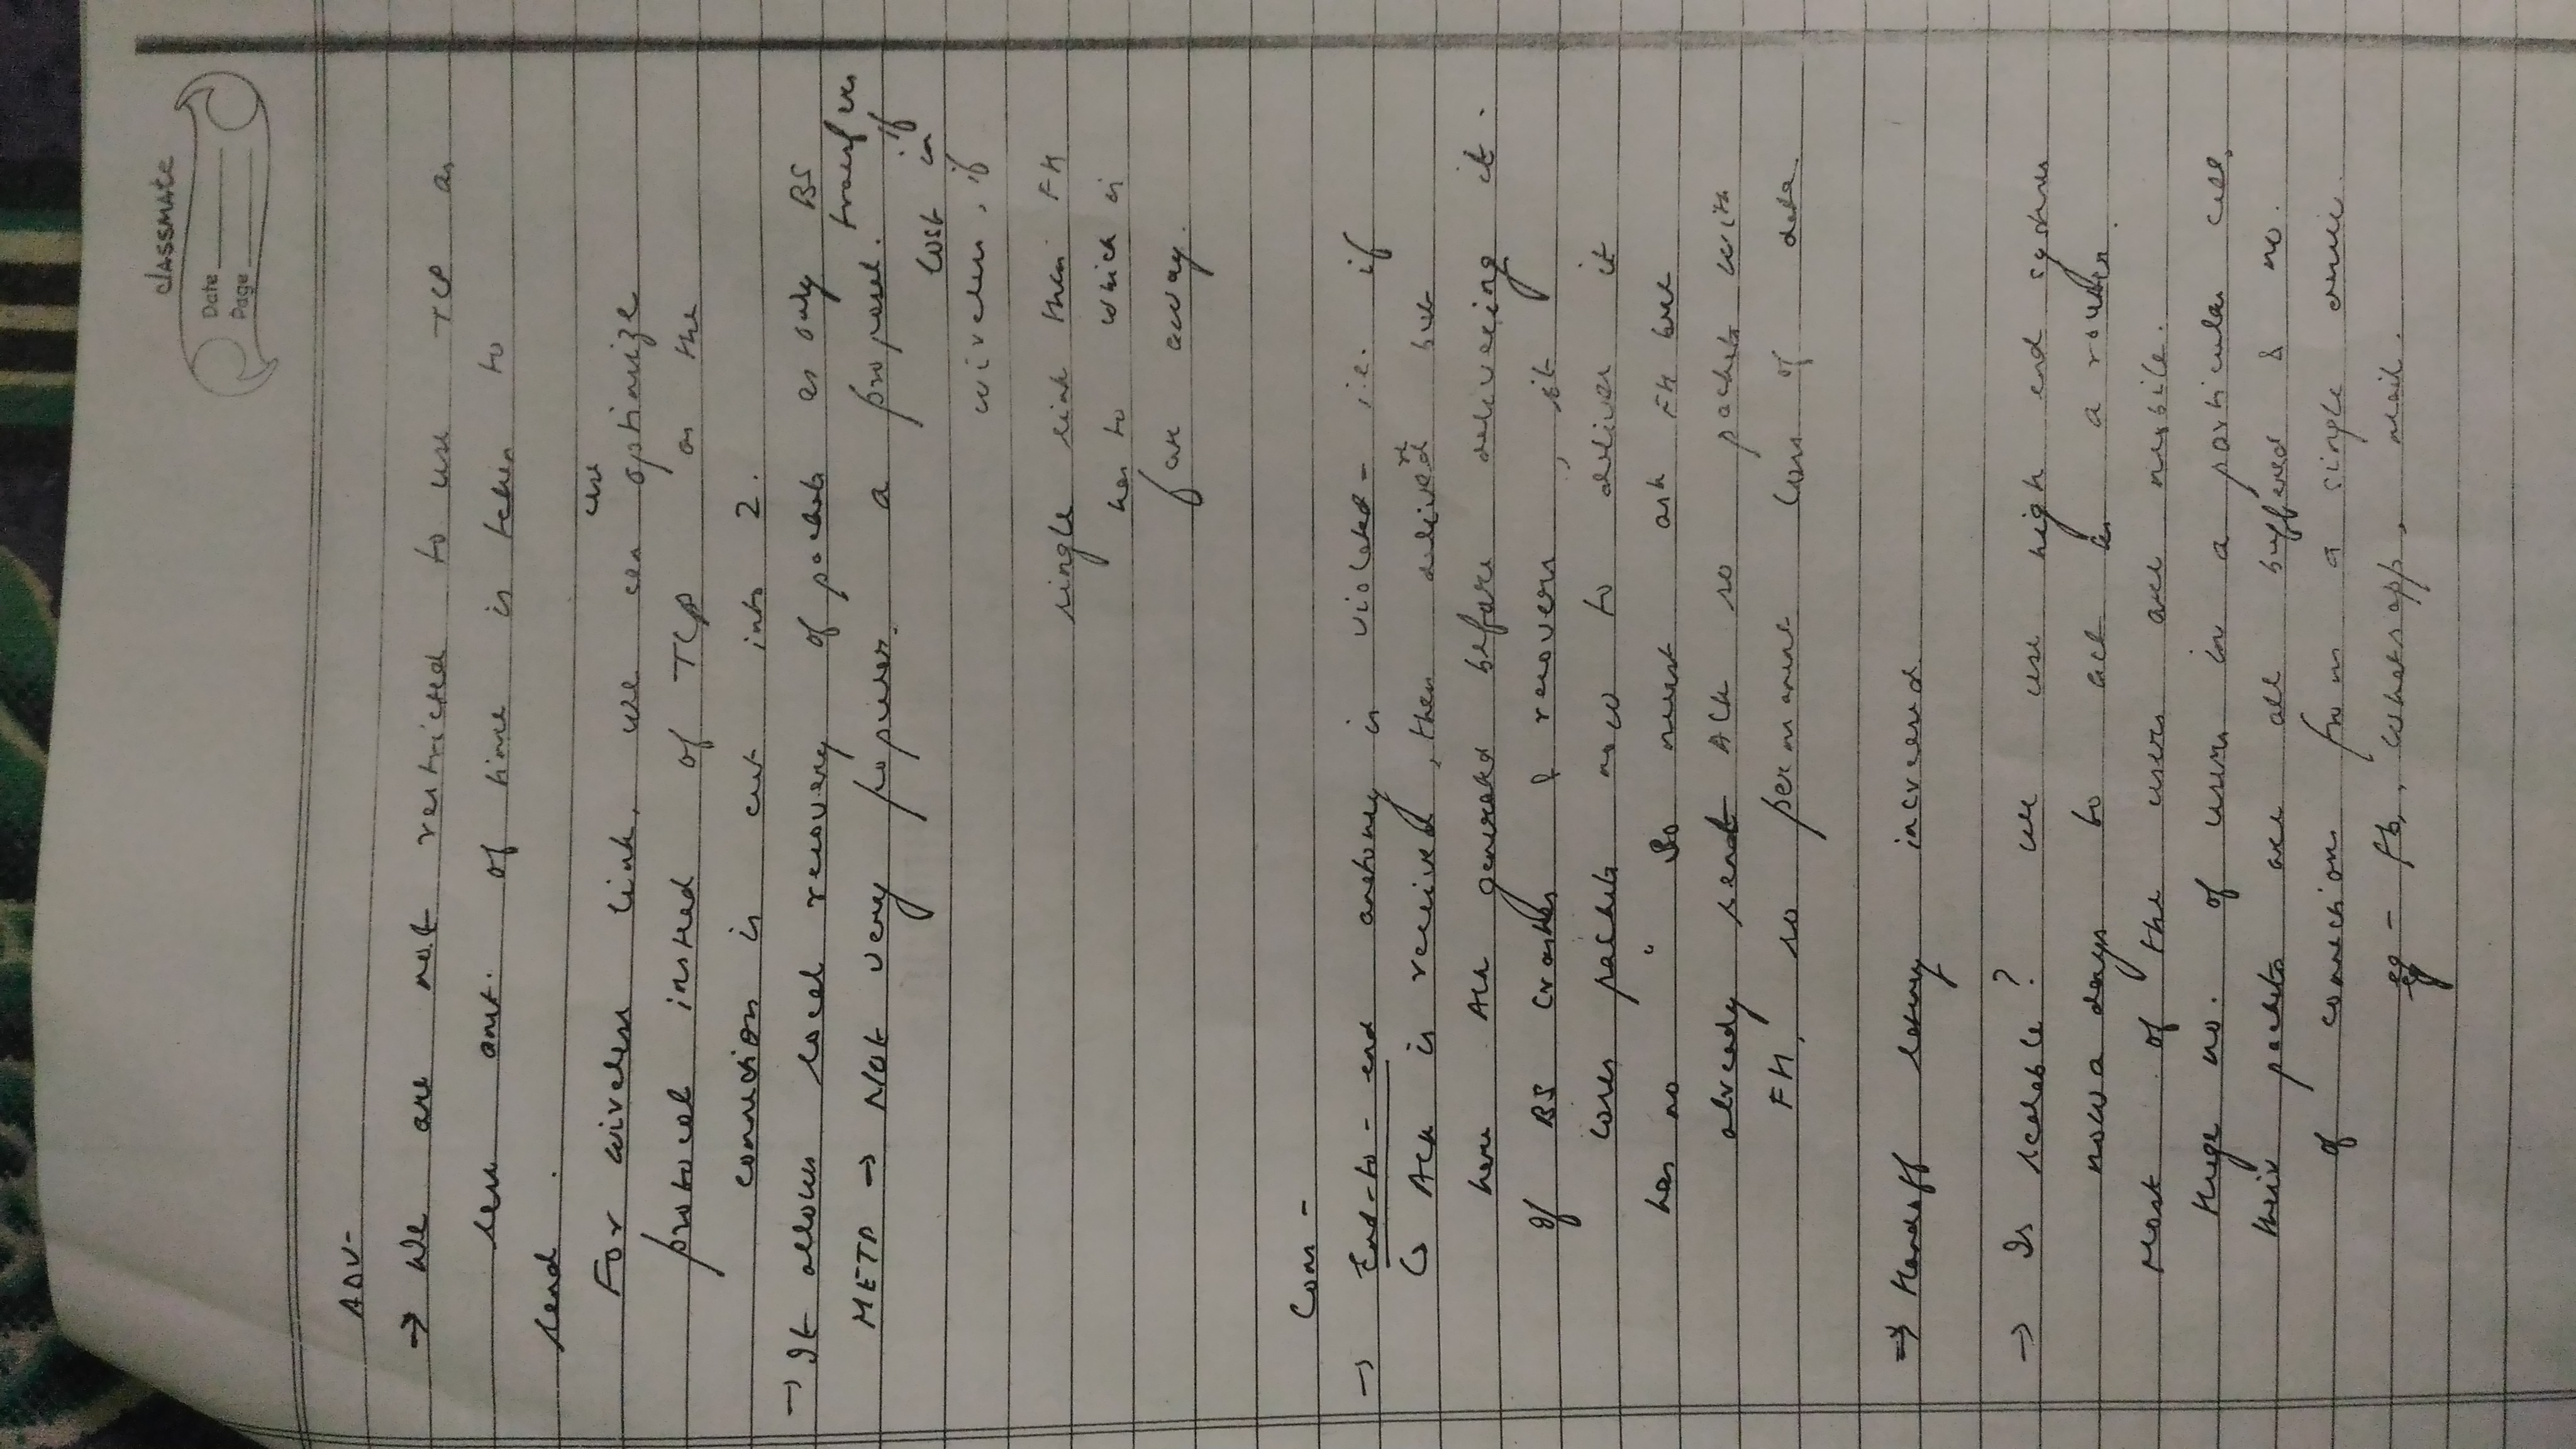 classmate
Date
Page
ADV-
→ We are not restricted to use TCP as
less amt. of time is taken to
send .
use
For wireless link, we can optimize
protocol instead of TCP as the
connection is cut into 2.
→ It allows local recovery of packets as only BS
transfers
METP → Not very popular, a proposal. if
lost in
wireless, if
single link then FH
has to which is
far away.
Cons -
→ End-to-end is violated - i.e. if
↳ Ack is received, then delivered but
here Ack generated before delivering it.
If BS crashes & recovers, it
loses packets now to deliver it
has no " So must ask FH but
already send Ack so packets with
FH, so permanent loss of data.
⇒ Handoff latency increased.
→ Is scalable? we use high end systems
nowadays to act as a router.
Most of the users are mobile.
Huge no. of users in a particular cell,
their packets are all buffered & no.
of connections from a single
eg - fb, whatsapp, mail.